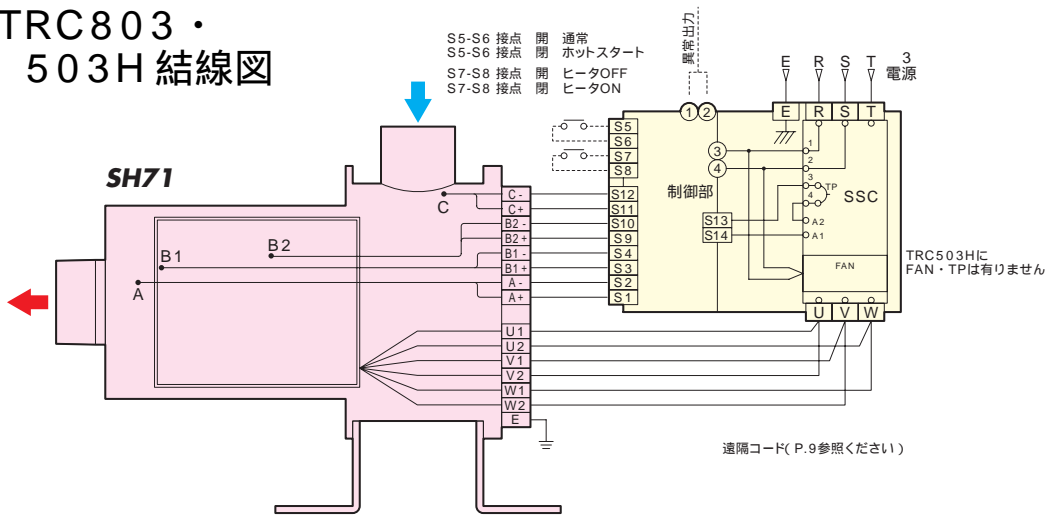 TRC803・
503H 結線図
S5-S6 接点 開 通常
S5-S6 接点 閉 ホットスタート
S7-S8 接点 開 ヒータOFF
S7-S8 接点 閉 ヒータON
異常出力
E R S T 3
電源
1 2
E R S T
S5
S6
S7
S8
3
4
1
2
3
4
TP
SSC
A2
A1
制御部
S12
S11
S10
S9
S4
S3
S2
S1
S13
S14
FAN
U V W
TRC503Hに
FAN・TPは有りません
SH71
C
B1
B2
A
C -
C+
B2 -
B2 +
B1 -
B1 +
A -
A+
U1
U2
V1
V2
W1
W2
E
遠隔コード( P.9参照ください )